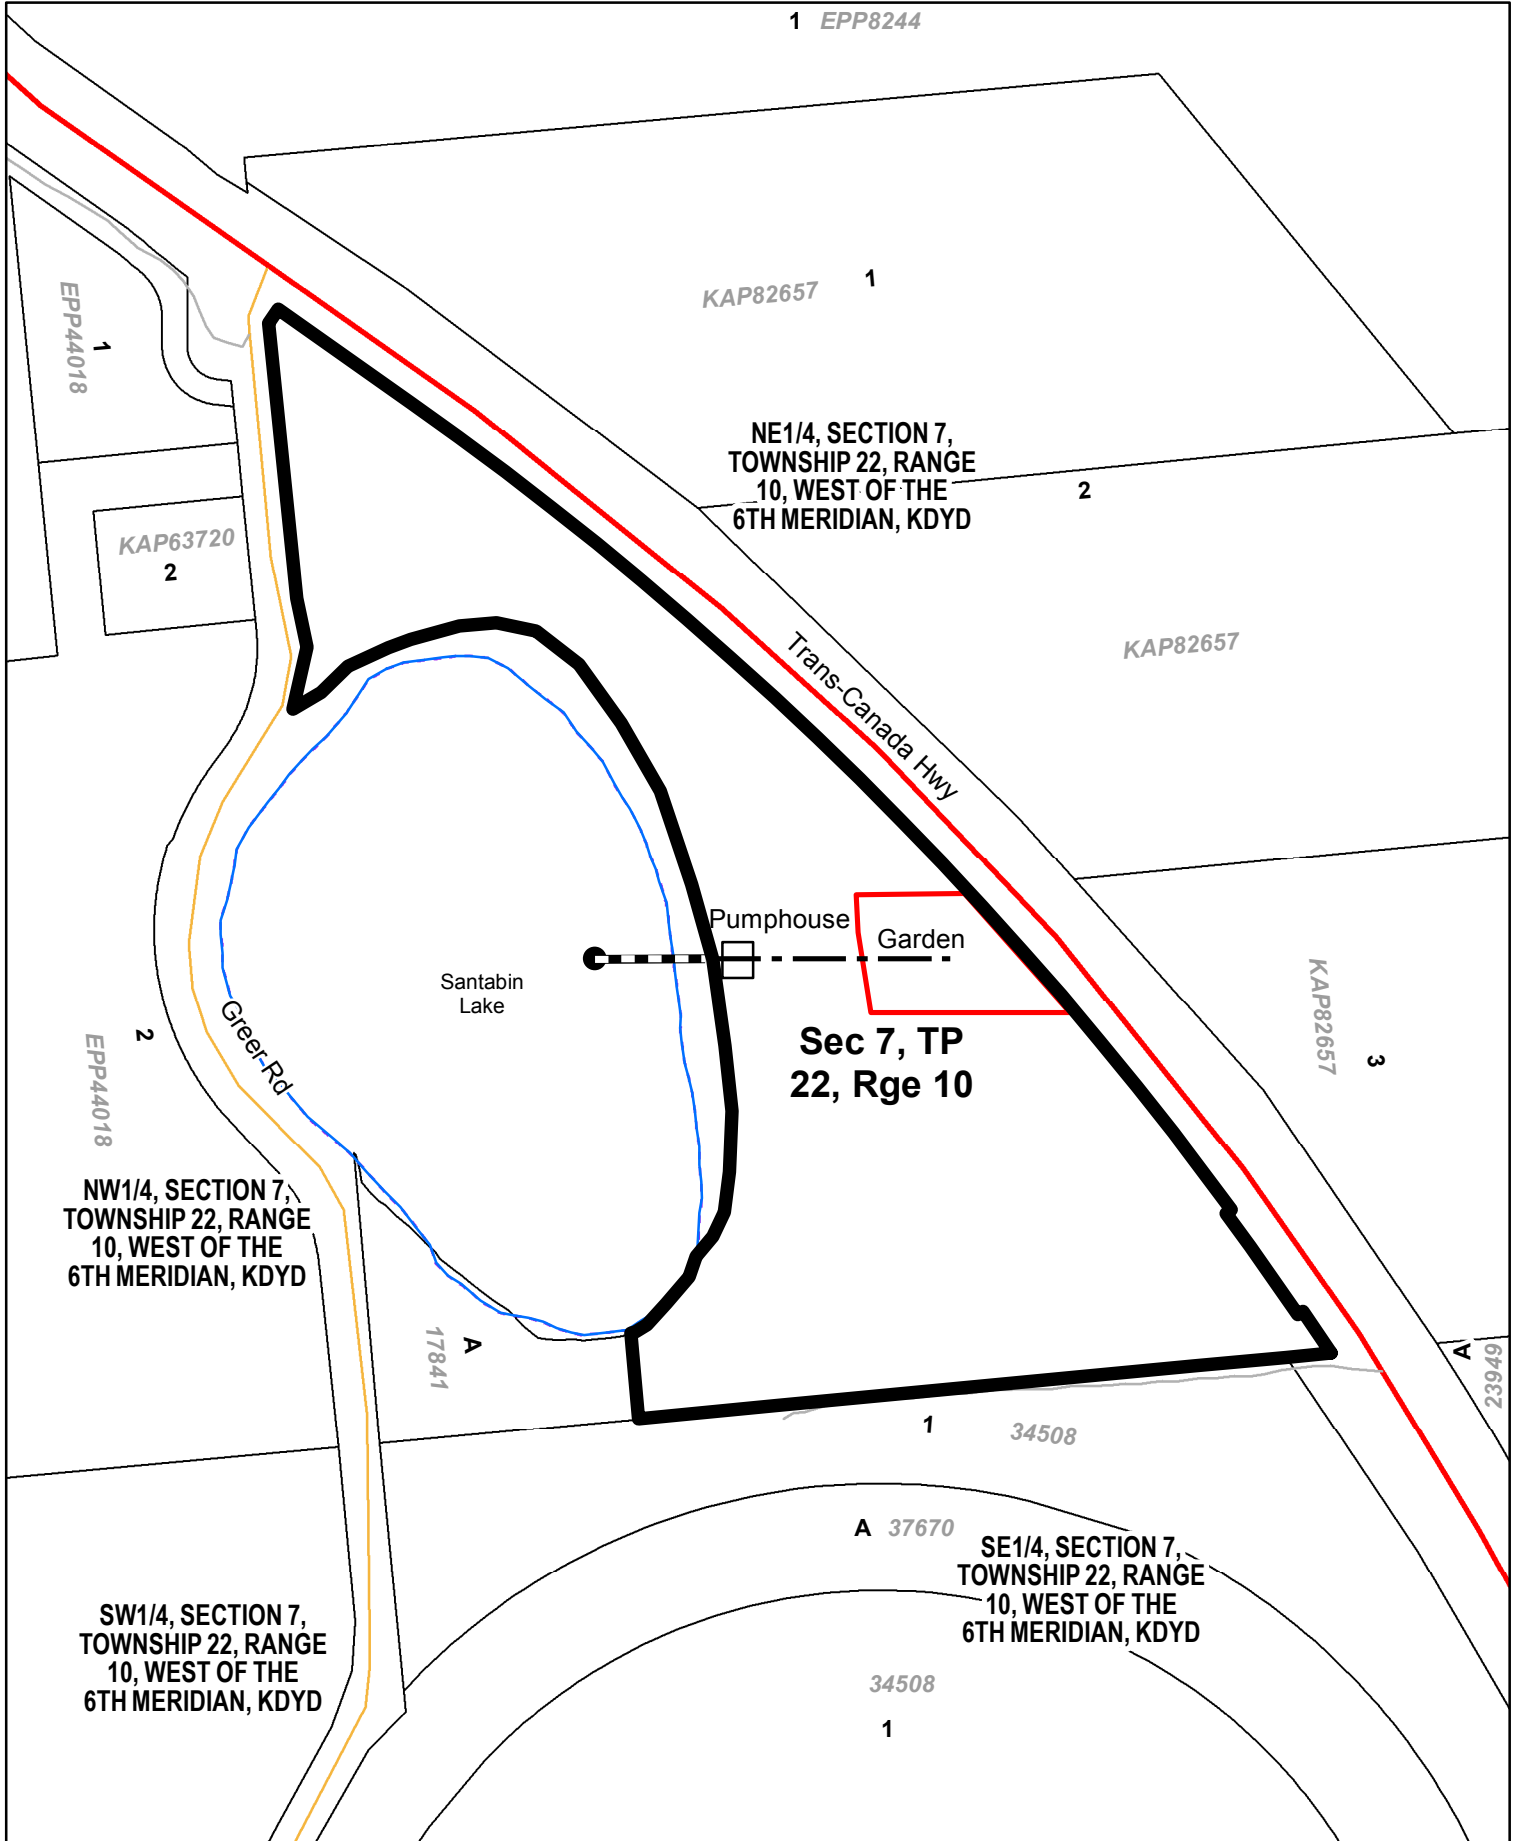 1 EPP8244
KAP82657 1
EPP44018
1
NE1/4, SECTION 7,
TOWNSHIP 22, RANGE
10, WEST OF THE
6TH MERIDIAN, KDYD
2
KAP63720
2
KAP82657
Trans-Canada Hwy
Pumphouse
Garden
Santabin
Lake
Sec 7, TP
22, Rge 10
KAP82657
3
Greer Rd
2
EPP44018
NW1/4, SECTION 7,
TOWNSHIP 22, RANGE
10, WEST OF THE
6TH MERIDIAN, KDYD
A
17841
A
23949
1
34508
A 37670
SE1/4, SECTION 7,
TOWNSHIP 22, RANGE
10, WEST OF THE
6TH MERIDIAN, KDYD
SW1/4, SECTION 7,
TOWNSHIP 22, RANGE
10, WEST OF THE
6TH MERIDIAN, KDYD
34508
1